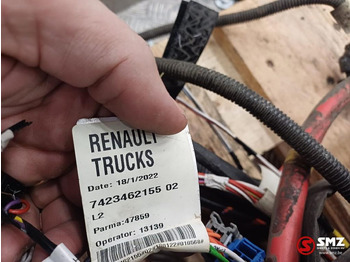 RENAULT
TRUCKS
Date: 18/1/2022
7423462155 02
L2
Parma:47859
Operator: 13139
SMZ